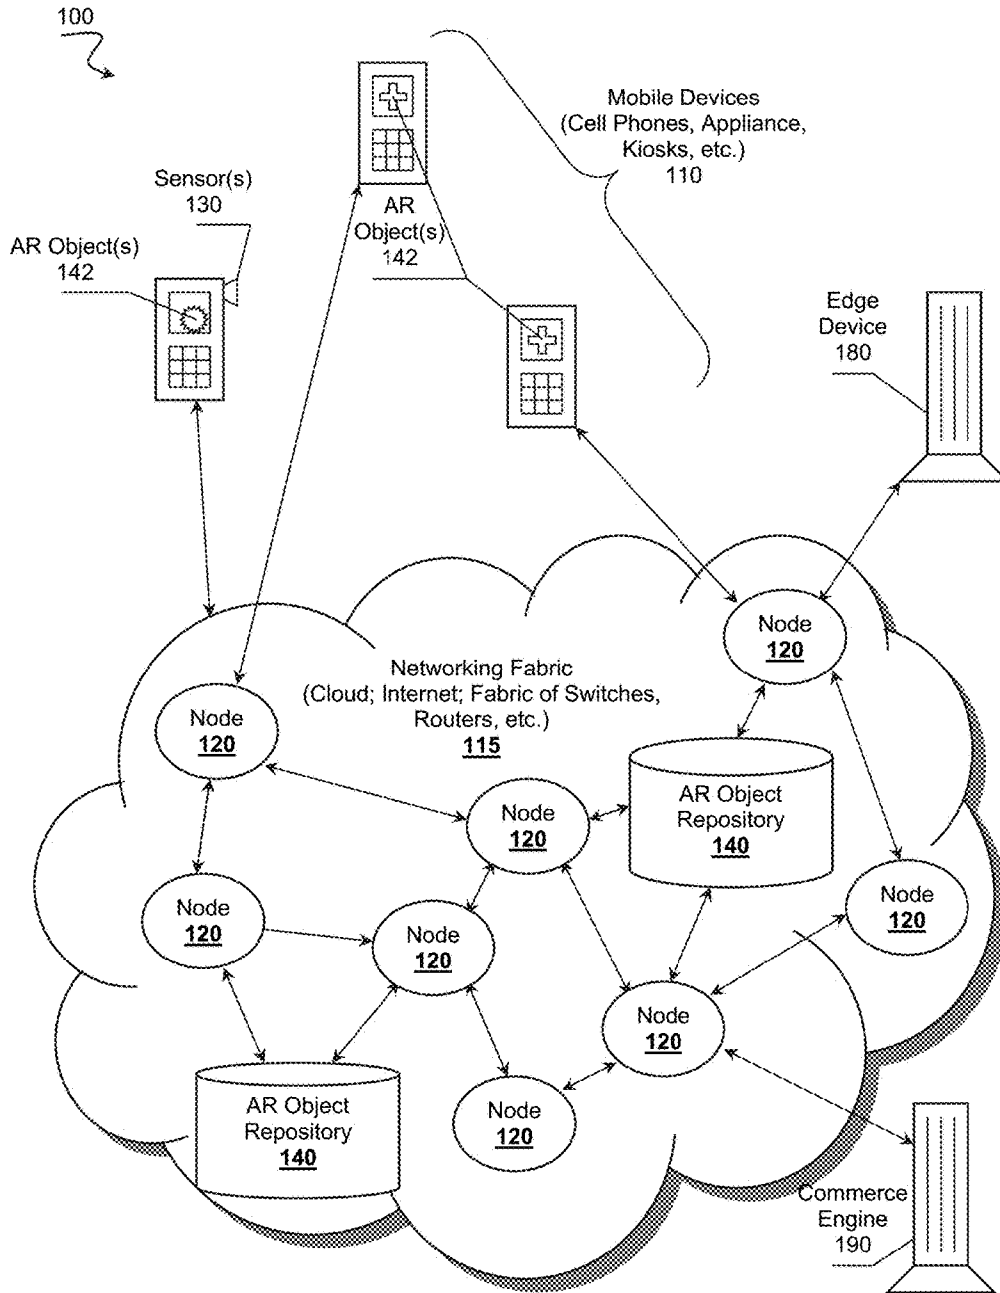 100
Mobile Devices
(Cell Phones, Appliance,
Kiosks, etc.)
110
Sensor(s)
130
AR Object(s)
142
AR
Object(s)
142
Edge
Device
180
Node
120
Networking Fabric
(Cloud; Internet; Fabric of Switches,
Routers, etc.)
115
Node
120
AR Object
Repository
140
Node
120
Node
120
Node
120
Node
120
Node
120
AR Object
Repository
140
Node
120
Commerce
Engine
190